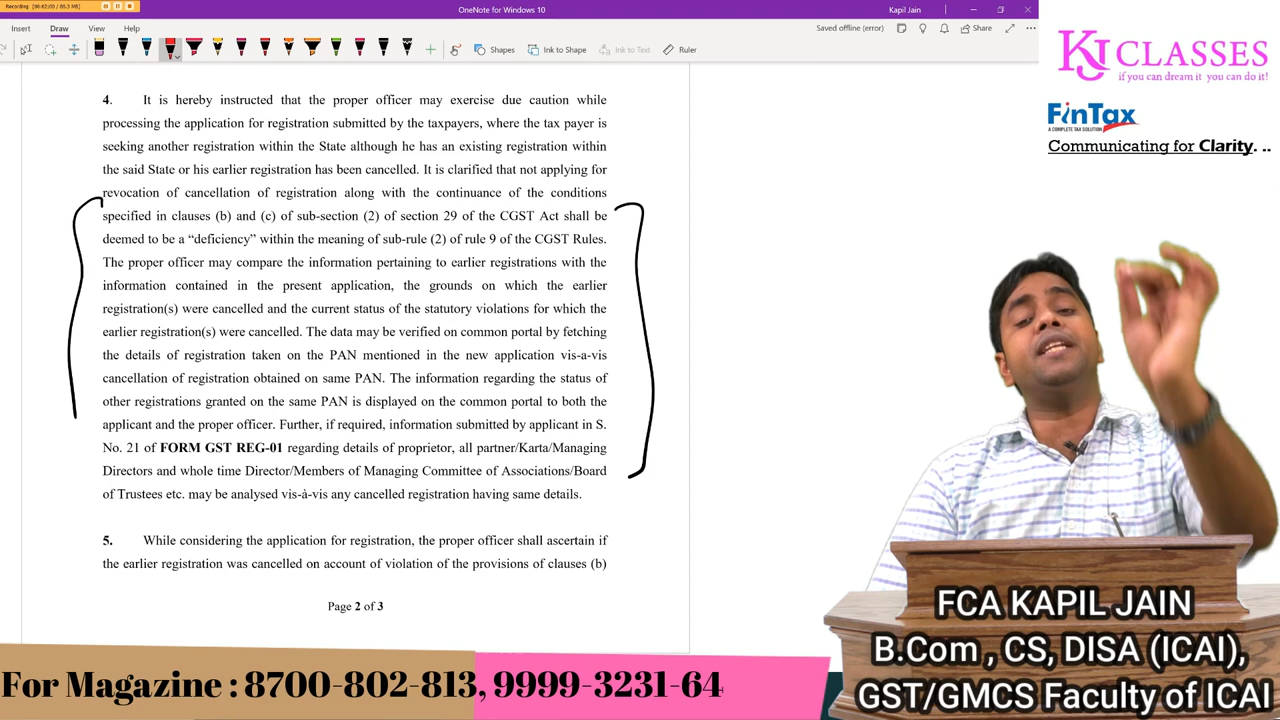 Recording [00:02:00 / 85.3 MB]
OneNote for Windows 10
Kapil Jain
Insert Draw View Help
Saved offline (error)
Share
Shapes
Ink to Shape
Ink to Text
Ruler
4. It is hereby instructed that the proper officer may exercise due caution while
processing the application for registration submitted by the taxpayers, where the tax payer is
seeking another registration within the State although he has an existing registration within
the said State or his earlier registration has been cancelled. It is clarified that not applying for
revocation of cancellation of registration along with the continuance of the conditions
specified in clauses (b) and (c) of sub-section (2) of section 29 of the CGST Act shall be
deemed to be a “deficiency” within the meaning of sub-rule (2) of rule 9 of the CGST Rules.
The proper officer may compare the information pertaining to earlier registrations with the
information contained in the present application, the grounds on which the earlier
registration(s) were cancelled and the current status of the statutory violations for which the
earlier registration(s) were cancelled. The data may be verified on common portal by fetching
the details of registration taken on the PAN mentioned in the new application vis-a-vis
cancellation of registration obtained on same PAN. The information regarding the status of
other registrations granted on the same PAN is displayed on the common portal to both the
applicant and the proper officer. Further, if required, information submitted by applicant in S.
No. 21 of FORM GST REG-01 regarding details of proprietor, all partner/Karta/Managing
Directors and whole time Director/Members of Managing Committee of Associations/Board
of Trustees etc. may be analysed vis-à-vis any cancelled registration having same details.
5. While considering the application for registration, the proper officer shall ascertain if
the earlier registration was cancelled on account of violation of the provisions of clauses (b)
Page 2 of 3
KJ CLASSES
if you can dream it you can do it!
FinTax
A COMPLETE TAX SOLUTION
Communicating for Clarity. ..
FCA KAPIL JAIN
B.Com , CS, DISA (ICAI),
GST/GMCS Faculty of ICAI
For Magazine : 8700-802-813, 9999-3231-64